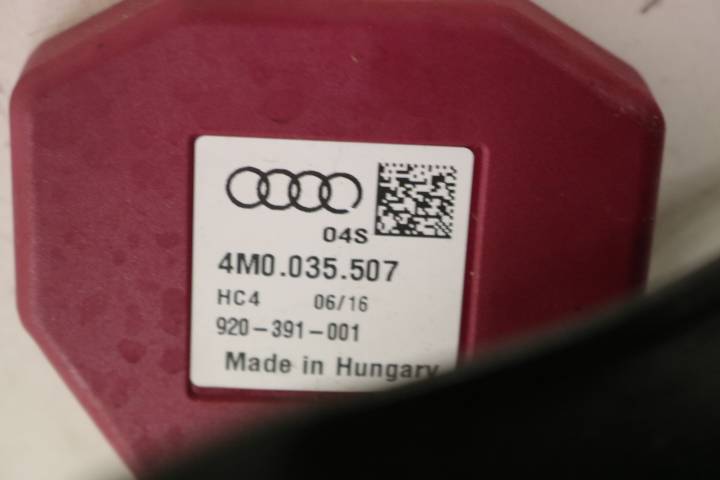 04S
4M0.035.507
HC4 06/16
920-391-001
Made in Hungary